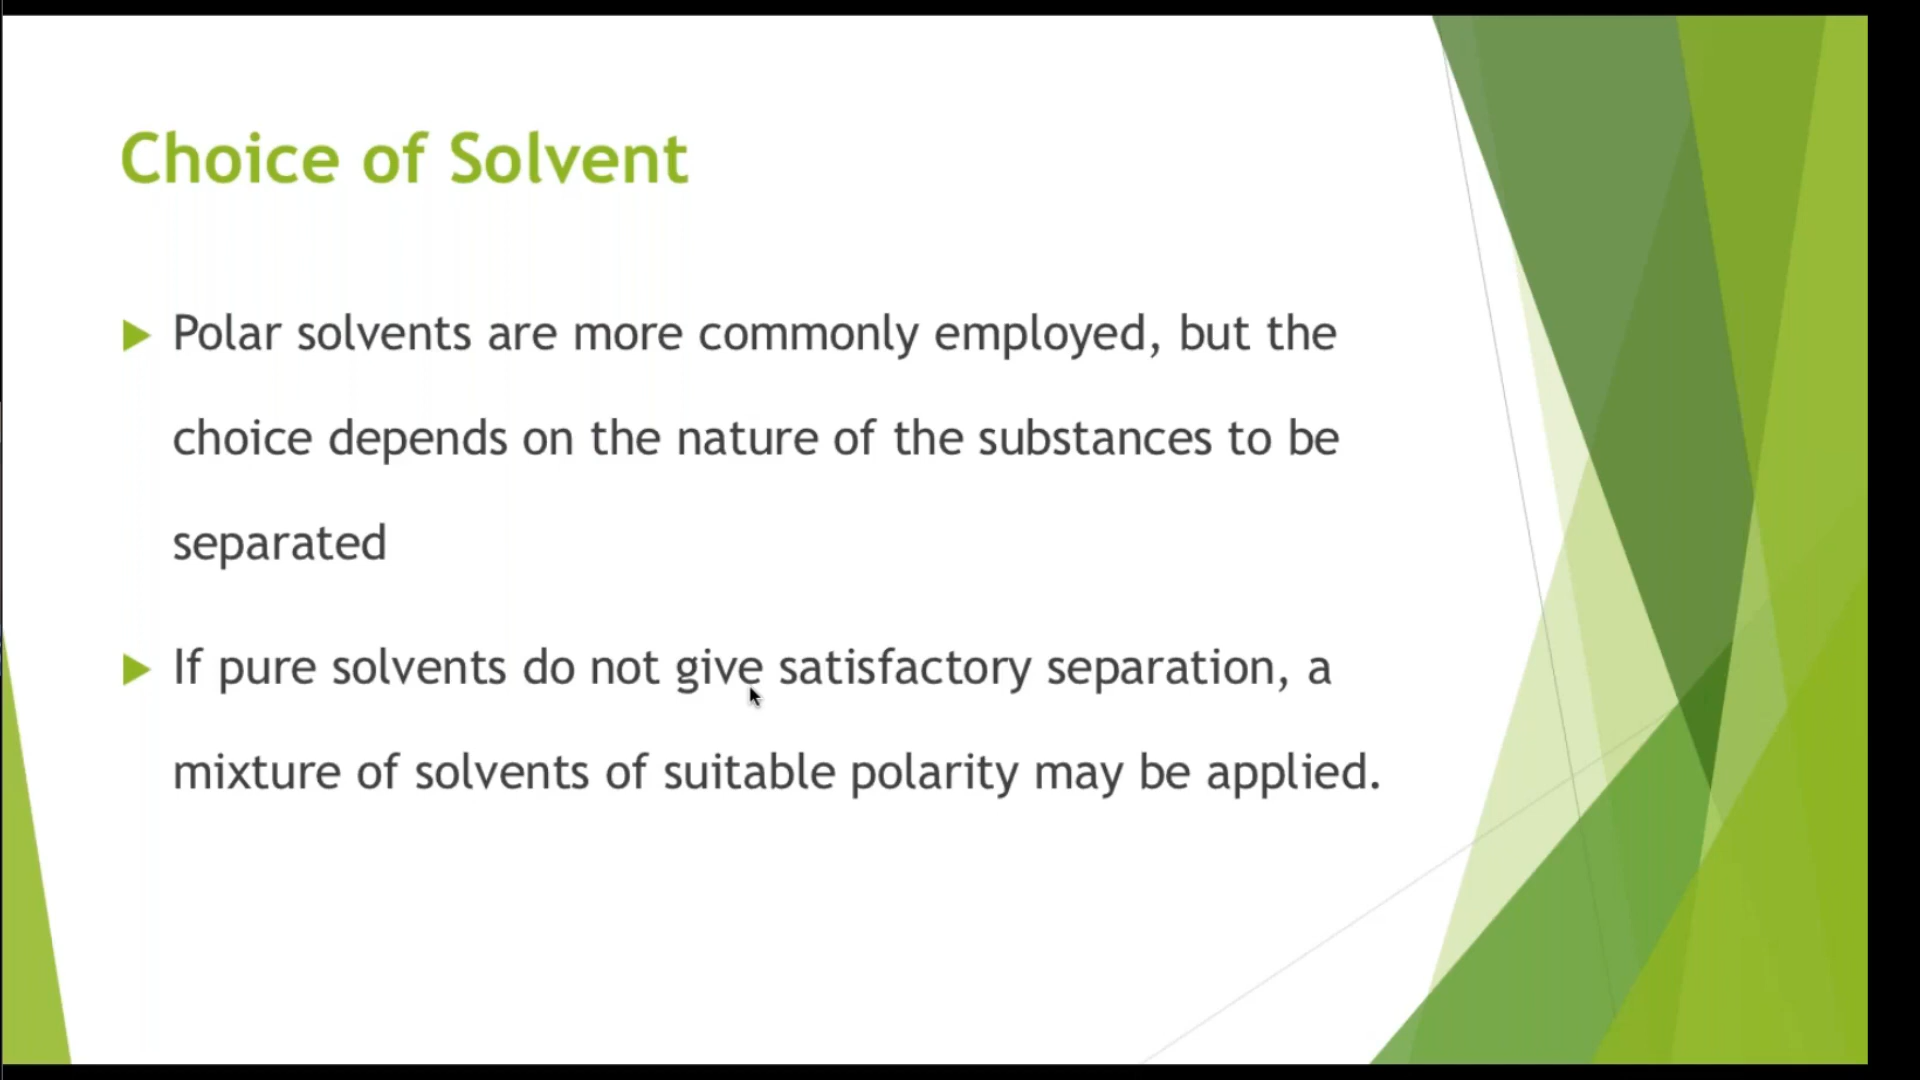 Choice of Solvent
Polar solvents are more commonly employed, but the
choice depends on the nature of the substances to be
separated
If pure solvents do not give satisfactory separation, a
mixture of solvents of suitable polarity may be applied.